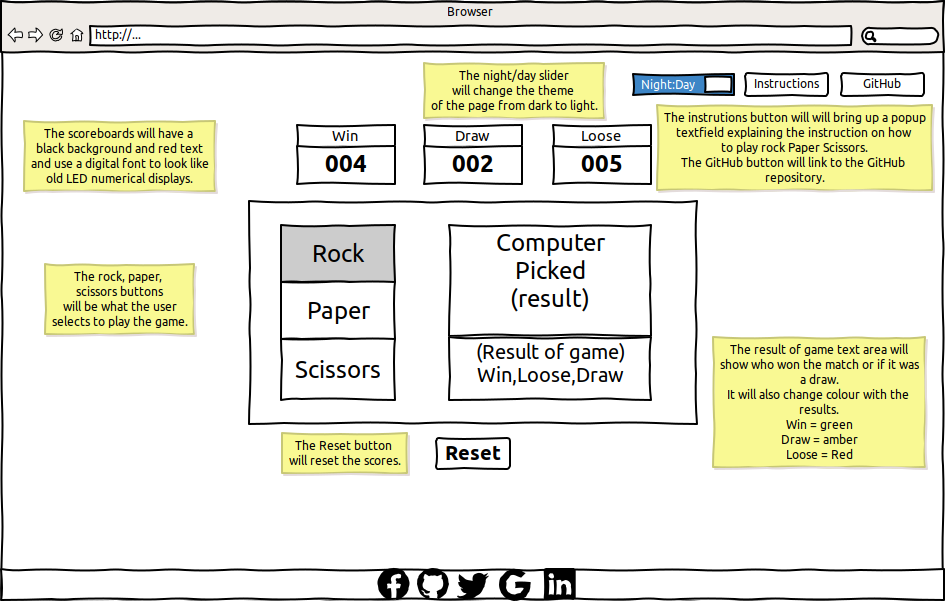 Browser
http://...
The night/day slider
will change the theme
of the page from dark to light.
Night:Day
Instructions
GitHub
The instrutions button will will bring up a popup
textfield explaining the instruction on how
to play rock Paper Scissors.
The GitHub button will link to the GitHub
repository.
The scoreboards will have a
black background and red text
and use a digital font to look like
old LED numerical displays.
Win
004
Draw
002
Loose
005
Rock
Paper
Scissors
Computer
Picked
(result)
(Result of game)
Win,Loose,Draw
The rock, paper,
scissors buttons
will be what the user
selects to play the game.
The result of game text area will
show who won the match or if it was
a draw.
It will also change colour with the
results.
Win = green
Draw = amber
Loose = Red
The Reset button
will reset the scores.
Reset